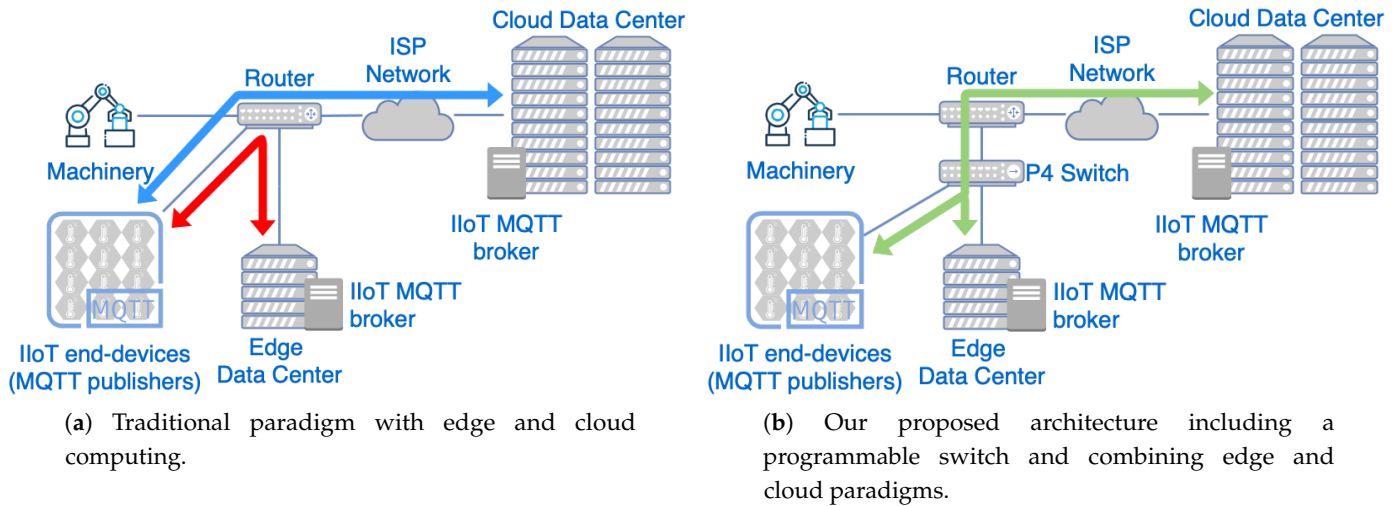 Cloud Data Center
ISP
Network
Router
Machinery
IIoT MQTT
broker
MQTT
IIoT MQTT
broker
IIoT end-devices
(MQTT publishers)
Edge
Data Center
(a) Traditional paradigm with edge and cloud
computing.
Cloud Data Center
ISP
Network
Router
P4 Switch
Machinery
IIoT MQTT
broker
MQTT
IIoT MQTT
broker
IIoT end-devices
(MQTT publishers)
Edge
Data Center
(b) Our proposed architecture including a
programmable switch and combining edge and
cloud paradigms.